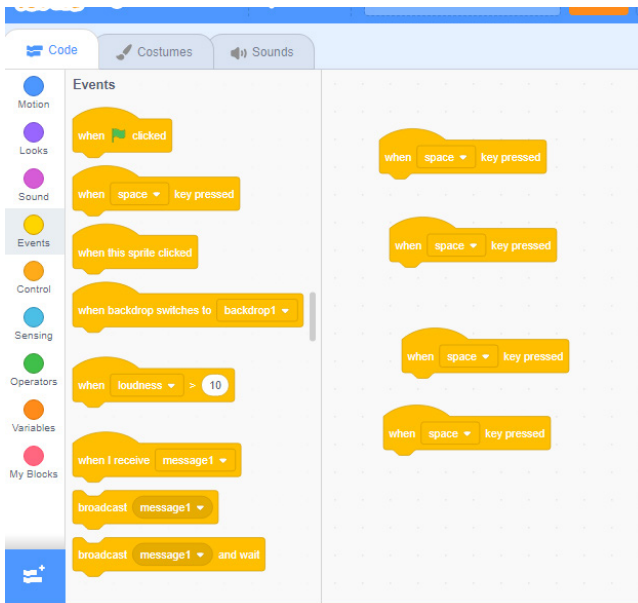 Code
Costumes
Sounds
Motion
Looks
Sound
Events
Control
Sensing
Operators
Variables
My Blocks
Events
when clicked
when space key pressed
when this sprite clicked
when backdrop switches to backdrop1
when loudness > 10
when I receive message1
broadcast message1
broadcast message1 and wait
when space key pressed
when space key pressed
when space key pressed
when space key pressed